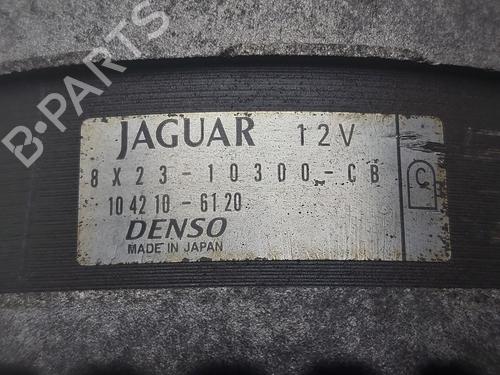 B-PARTS
JAGUAR 12V
8X23-10300-CB
C
104210-6120
DENSO
MADE IN JAPAN